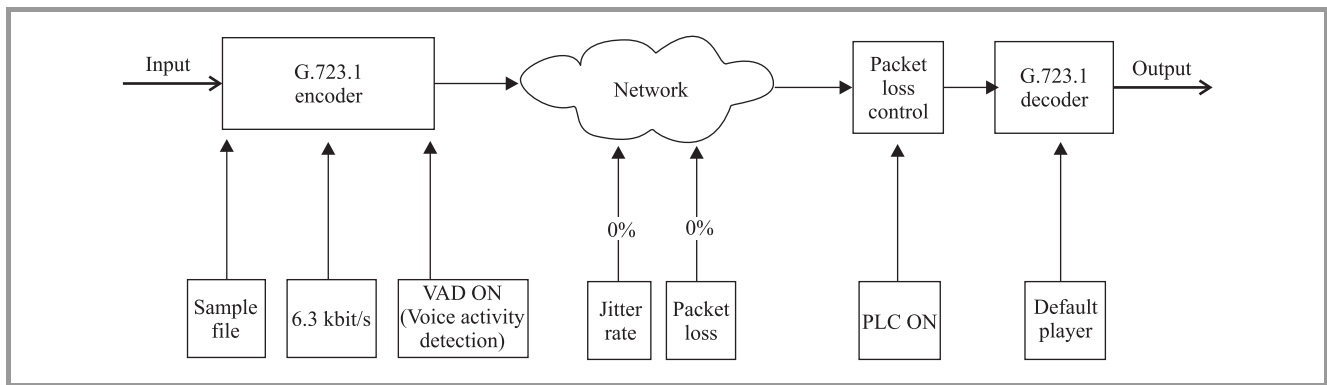 Input
G.723.1
encoder
Network
Packet
loss
control
G.723.1
decoder
Output
0%
0%
Sample
file
6.3 kbit/s
VAD ON
(Voice activity
detection)
Jitter
rate
Packet
loss
PLC ON
Default
player